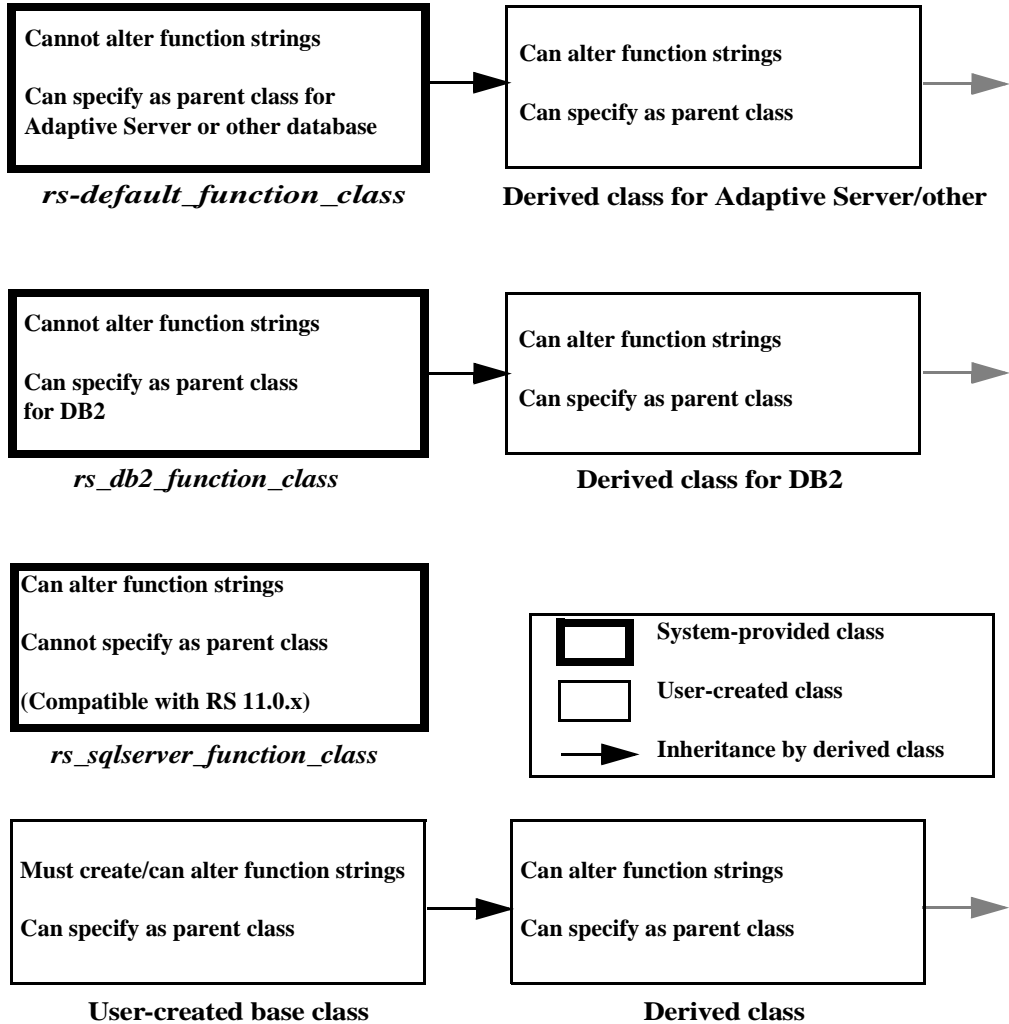 Cannot alter function strings
Can specify as parent class for
Adaptive Server or other database
rs-default_function_class
Can alter function strings
Can specify as parent class
Derived class for Adaptive Server/other
Cannot alter function strings
Can specify as parent class
for DB2
rs_db2_function_class
Can alter function strings
Can specify as parent class
Derived class for DB2
Can alter function strings
Cannot specify as parent class
(Compatible with RS 11.0.x)
rs_sqlserver_function_class
System-provided class
User-created class
Inheritance by derived class
Must create/can alter function strings
Can specify as parent class
User-created base class
Can alter function strings
Can specify as parent class
Derived class